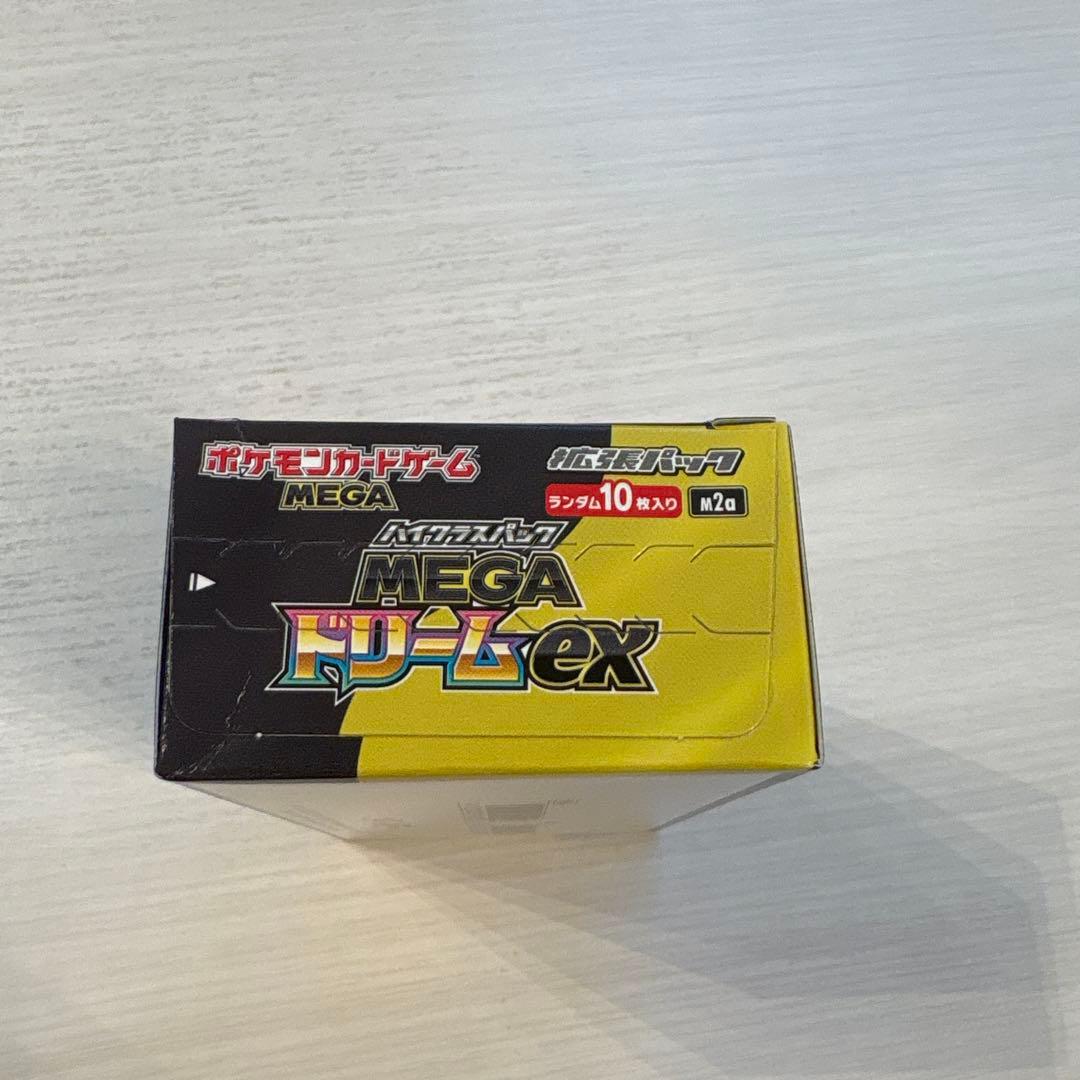 ポケモンカードゲーム
MEGA
拡張パック
ランダム10枚入り M2a
ハイクラスパック
MEGA
ドリームex